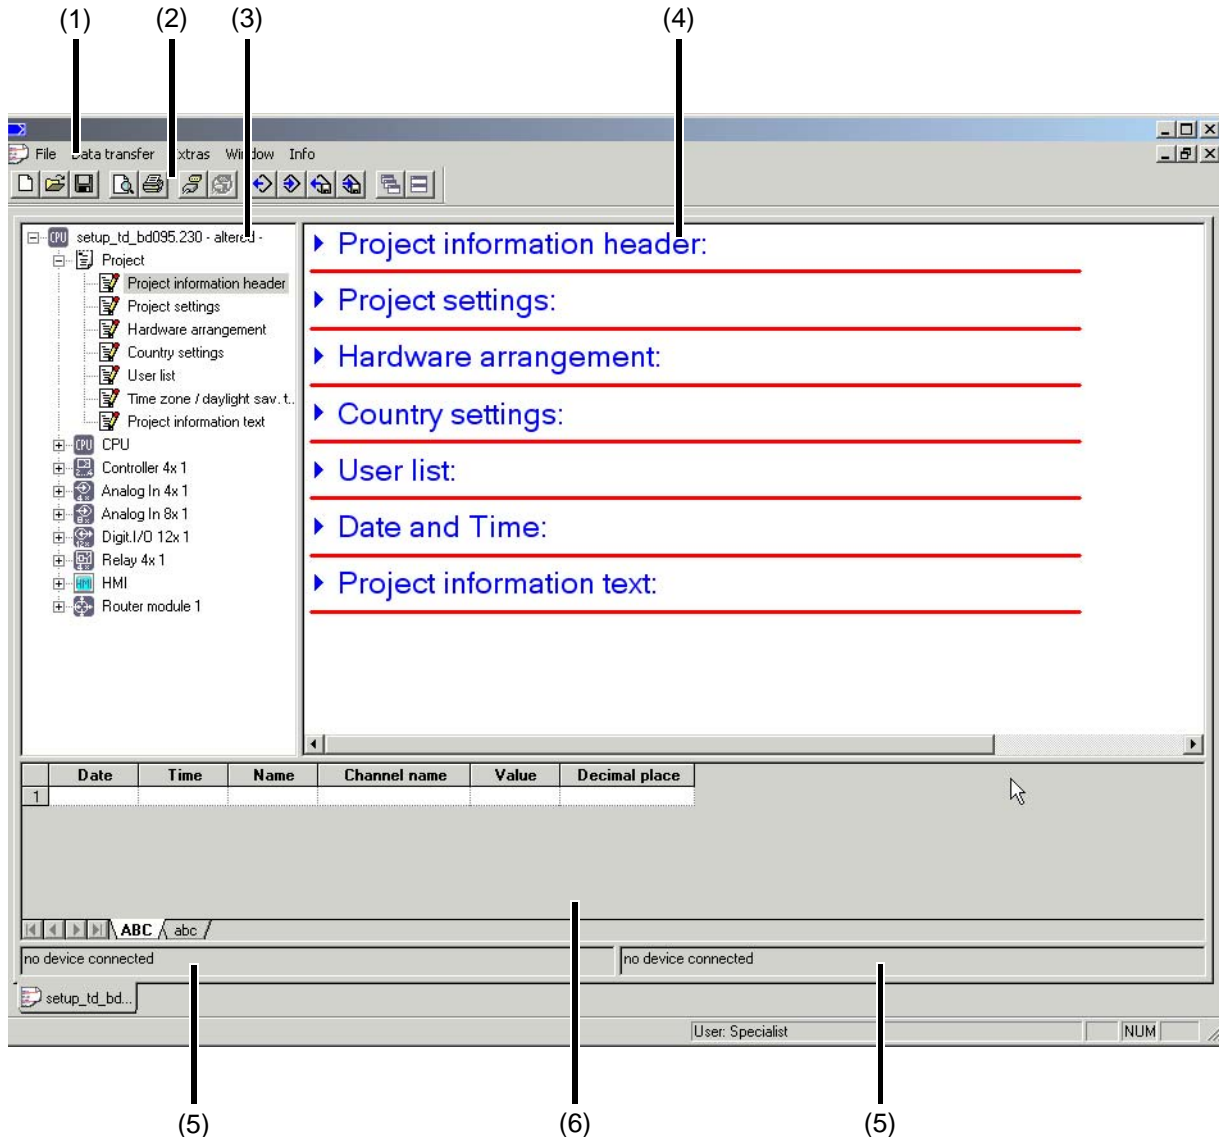 (1) (2) (3) (4)
File Data transfer Extras Window Info
setup_td_bd095.230 - altered -
Project
Project information header
Project settings
Hardware arrangement
Country settings
User list
Time zone / daylight sav. t..
Project information text
CPU CPU
Controller 4x 1
Analog In 4x 1
Analog In 8x 1
Digit.I/O 12x 1
Relay 4x 1
HMI HMI
Router module 1
Project information header:
Project settings:
Hardware arrangement:
Country settings:
User list:
Date and Time:
Project information text:
Date Time Name Channel name Value Decimal place
1
ABC abc
no device connected no device connected
setup_td_bd...
User: Specialist NUM
(5) (6) (5)